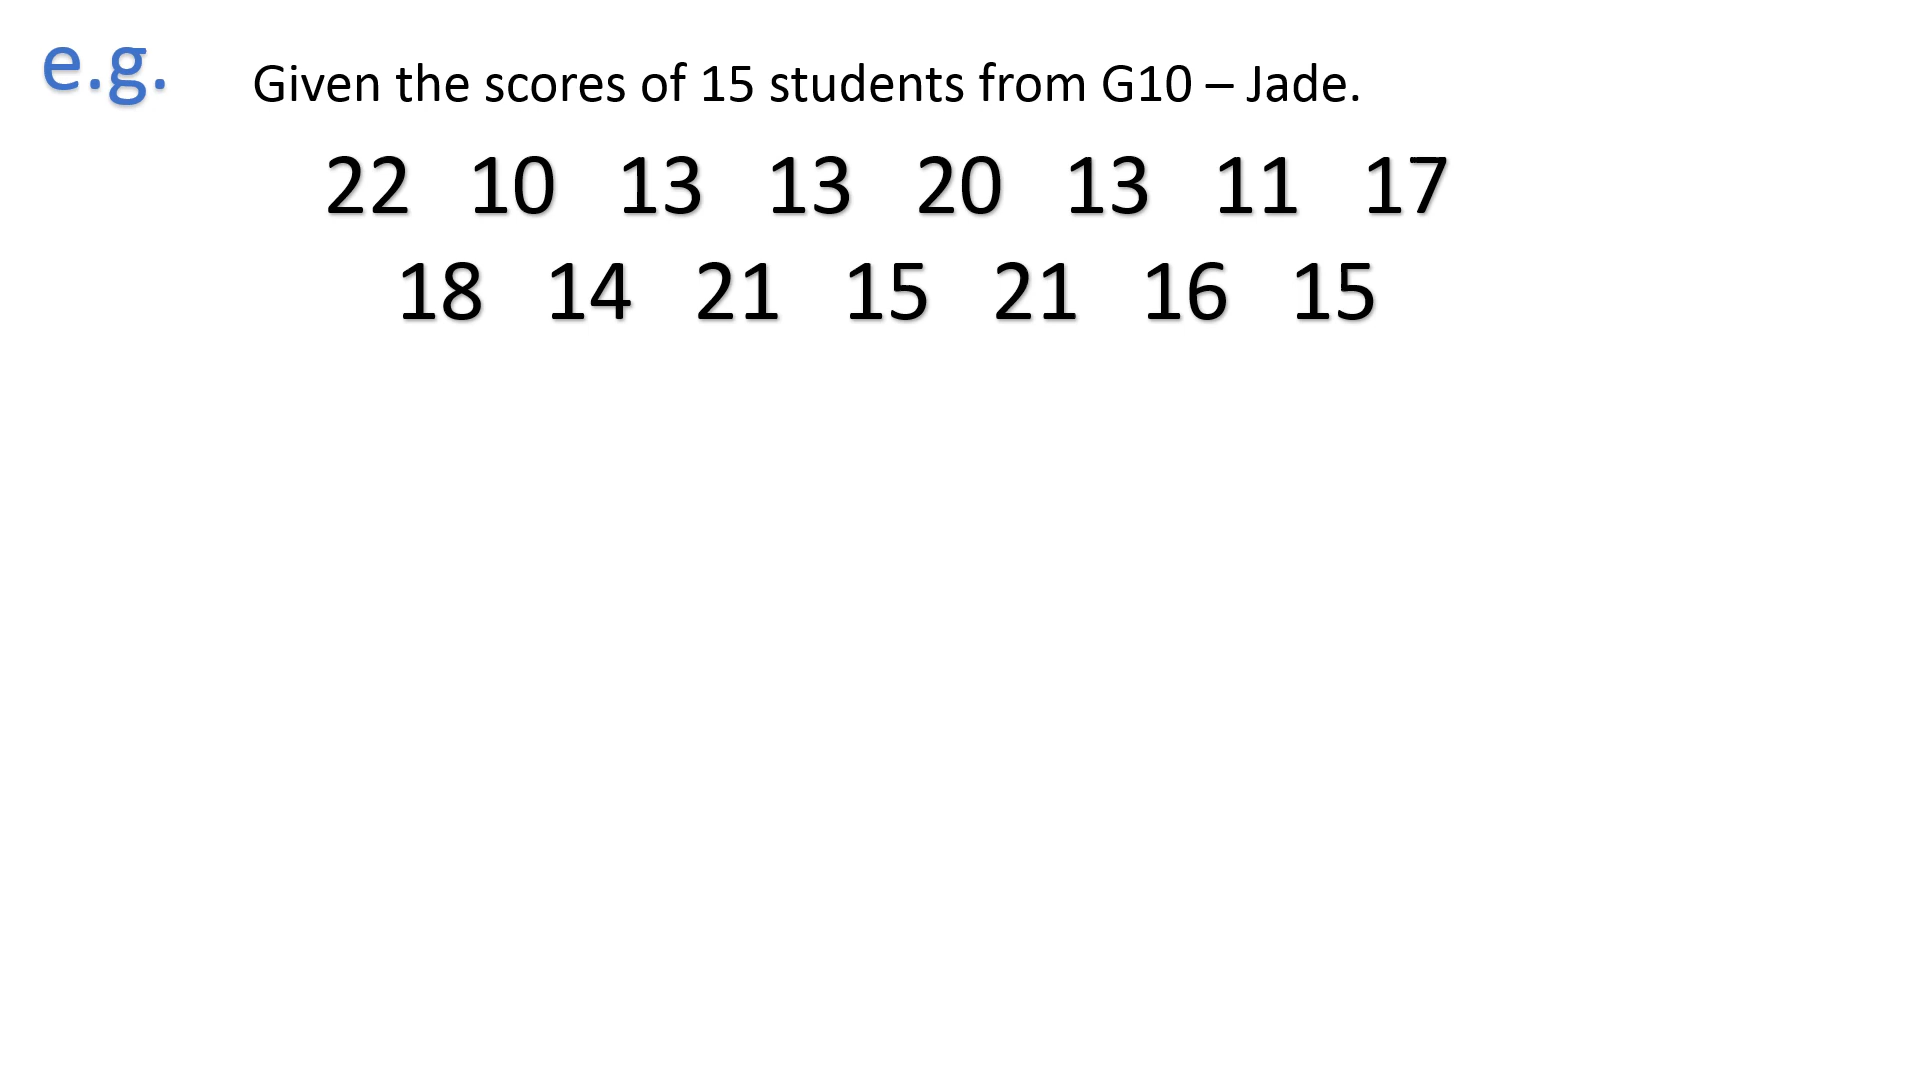 e.g. Given the scores of 15 students from G10 – Jade.
22 10 13 13 20 13 11 17
18 14 21 15 21 16 15